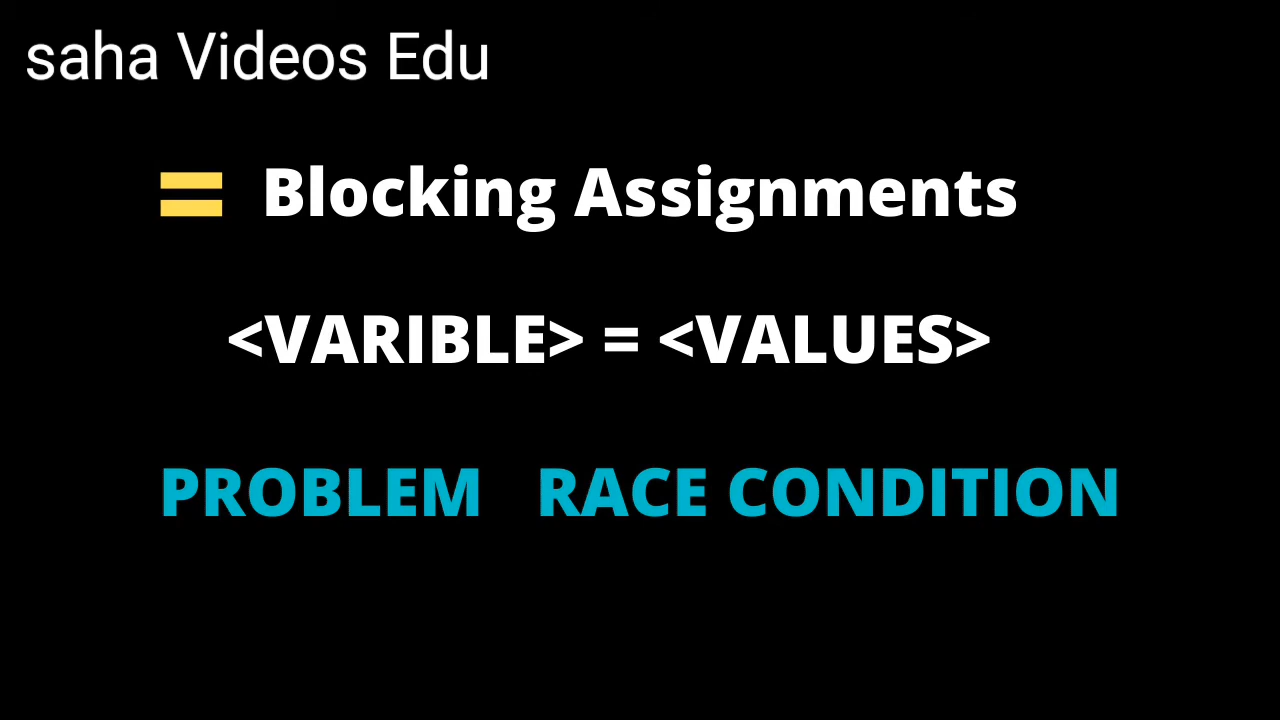 saha Videos Edu
= Blocking Assignments
<VARIBLE> = <VALUES>
PROBLEM RACE CONDITION